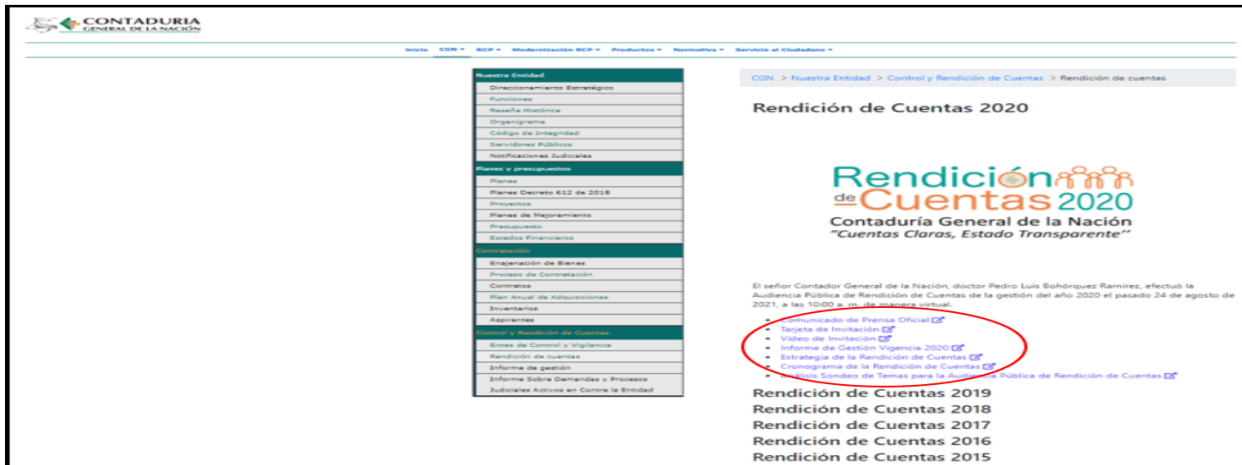 CONTADURIA
GENERAL DE LA NACIÓN
Inicio CGN RCP Modernización RCP Productos Normativa Servicio al Ciudadano
Nuestra Entidad
Direccionamiento Estratégico
Funciones
Reseña Histórica
Organigrama
Código de Integridad
Servidores Públicos
Notificaciones Judiciales
Planes y presupuestos
Planes
Planes Decreto 612 de 2018
Proyectos
Planes de Mejoramiento
Presupuesto
Estados Financieros
Contratación
Enajenación de Bienes
Proceso de Contratación
Contratos
Plan Anual de Adquisiciones
Inventarios
Aspirantes
Control y Rendición de Cuentas
Entes de Control y Vigilancia
Rendición de cuentas
Informe de gestión
Informe Sobre Demandas y Procesos
Judiciales Activos en Contra la Entidad
CGN > Nuestra Entidad > Control y Rendición de Cuentas > Rendición de cuentas
Rendición de Cuentas 2020
Rendición
de Cuentas 2020
Contaduría General de la Nación
“Cuentas Claras, Estado Transparente’’
El señor Contador General de la Nación, doctor Pedro Luis Bohórquez Ramírez, efectuó la
Audiencia Pública de Rendición de Cuentas de la gestión del año 2020 el pasado 24 de agosto de
2021, a las 10:00 a. m. de manera virtual.
• Comunicado de Prensa Oficial
• Tarjeta de Invitación
• Video de Invitación
• Informe de Gestión Vigencia 2020
• Estrategia de la Rendición de Cuentas
• Cronograma de la Rendición de Cuentas
• Análisis Sondeo de Temas para la Audiencia Pública de Rendición de Cuentas
Rendición de Cuentas 2019
Rendición de Cuentas 2018
Rendición de Cuentas 2017
Rendición de Cuentas 2016
Rendición de Cuentas 2015